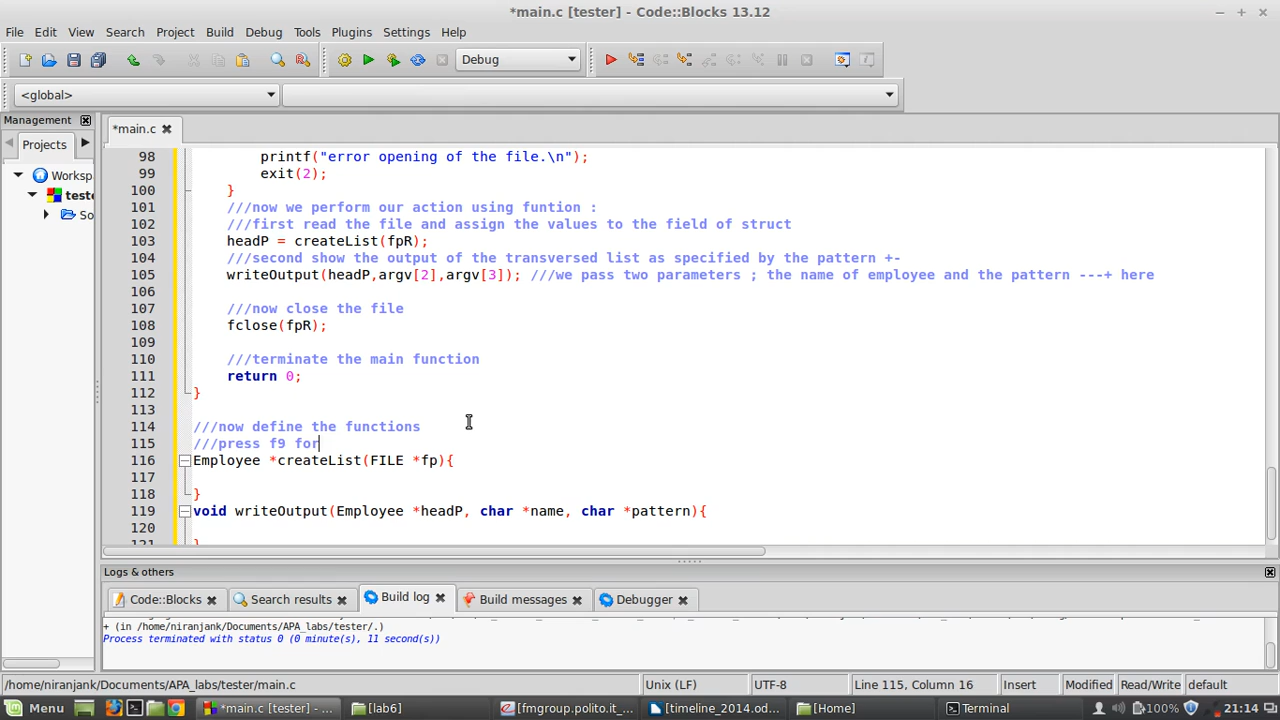 *main.c [tester] - Code::Blocks 13.12
File Edit View Search Project Build Debug Tools Plugins Settings Help
Debug
<global>
Management
Projects
*main.c
Worksp
teste
So
98 printf("error opening of the file.\n");
99 exit(2);
100 }
101 ///now we perform our action using funtion :
102 ///first read the file and assign the values to the field of struct
103 headP = createList(fpR);
104 ///second show the output of the transversed list as specified by the pattern +-
105 writeOutput(headP,argv[2],argv[3]); ///we pass two parameters ; the name of employee and the pattern ---+ here
106
107 ///now close the file
108 fclose(fpR);
109
110 ///terminate the main function
111 return 0;
112 }
113
114 ///now define the functions
115 ///press f9 for
116 Employee *createList(FILE *fp){
117
118 }
119 void writeOutput(Employee *headP, char *name, char *pattern){
120
121 }
Logs & others
Code::Blocks Search results Build log Build messages Debugger
+ (in /home/niranjank/Documents/APA_labs/tester/.)
Process terminated with status 0 (0 minute(s), 11 second(s))
/home/niranjank/Documents/APA_labs/tester/main.c Unix (LF) UTF-8 Line 115, Column 16 Insert Modified Read/Write default
Menu *main.c [tester] - ... [lab6] [fmgroup.polito.it_... [timeline_2014.od... [Home] Terminal 100% 21:14